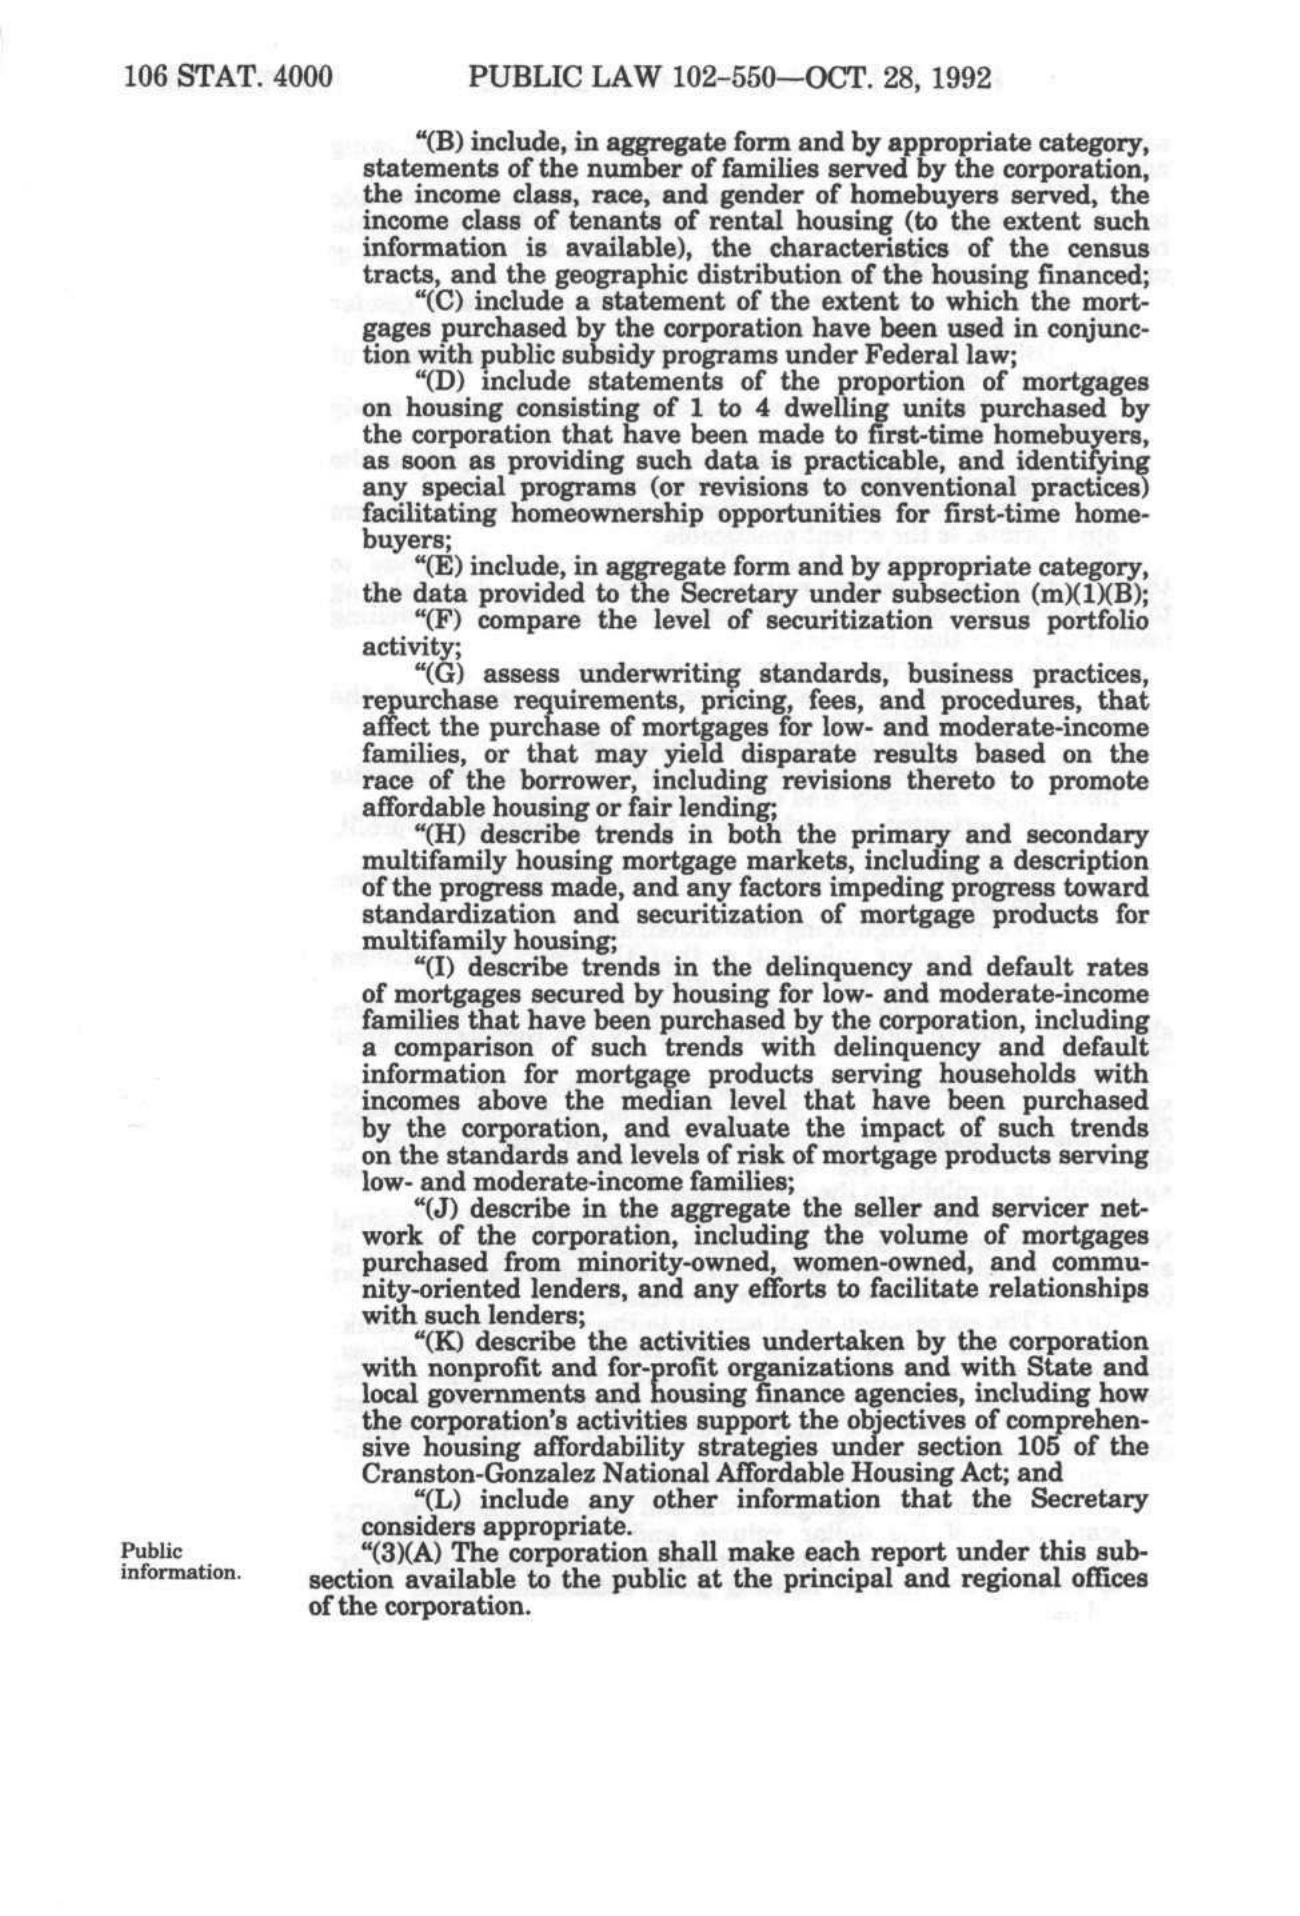 106 STAT. 4000 PUBLIC LAW 102-550—OCT. 28, 1992
"(B) include, in aggregate form and by appropriate category,
statements of the number of families served by the corporation,
the income class, race, and gender of homebuyers served, the
income class of tenants of rental housing (to the extent such
information is available), the characteristics of the census
tracts, and the geographic distribution of the housing financed;
"(C) include a statement of the extent to which the mort-
gages purchased by the corporation have been used in conjunc-
tion with public subsidy programs under Federal law;
"(D) include statements of the proportion of mortgages
on housing consisting of 1 to 4 dwelling units purchased by
the corporation that have been made to first-time homebuyers,
as soon as providing such data is practicable, and identifying
any special programs (or revisions to conventional practices)
facilitating homeownership opportunities for first-time home-
buyers;
"(E) include, in aggregate form and by appropriate category,
the data provided to the Secretary under subsection (m)(1)(B);
"(F) compare the level of securitization versus portfolio
activity;
"(G) assess underwriting standards, business practices,
repurchase requirements, pricing, fees, and procedures, that
affect the purchase of mortgages for low- and moderate-income
families, or that may yield disparate results based on the
race of the borrower, including revisions thereto to promote
affordable housing or fair lending;
"(H) describe trends in both the primary and secondary
multifamily housing mortgage markets, including a description
of the progress made, and any factors impeding progress toward
standardization and securitization of mortgage products for
multifamily housing;
"(I) describe trends in the delinquency and default rates
of mortgages secured by housing for low- and moderate-income
families that have been purchased by the corporation, including
a comparison of such trends with delinquency and default
information for mortgage products serving households with
incomes above the median level that have been purchased
by the corporation, and evaluate the impact of such trends
on the standards and levels of risk of mortgage products serving
low- and moderate-income families;
"(J) describe in the aggregate the seller and servicer net-
work of the corporation, including the volume of mortgages
purchased from minority-owned, women-owned, and commu-
nity-oriented lenders, and any efforts to facilitate relationships
with such lenders;
"(K) describe the activities undertaken by the corporation
with nonprofit and for-profit organizations and with State and
local governments and housing finance agencies, including how
the corporation's activities support the objectives of comprehen-
sive housing affordability strategies under section 105 of the
Cranston-Gonzalez National Affordable Housing Act; and
"(L) include any other information that the Secretary
considers appropriate.
Public
information.
"(3)(A) The corporation shall make each report under this sub-
section available to the public at the principal and regional offices
of the corporation.